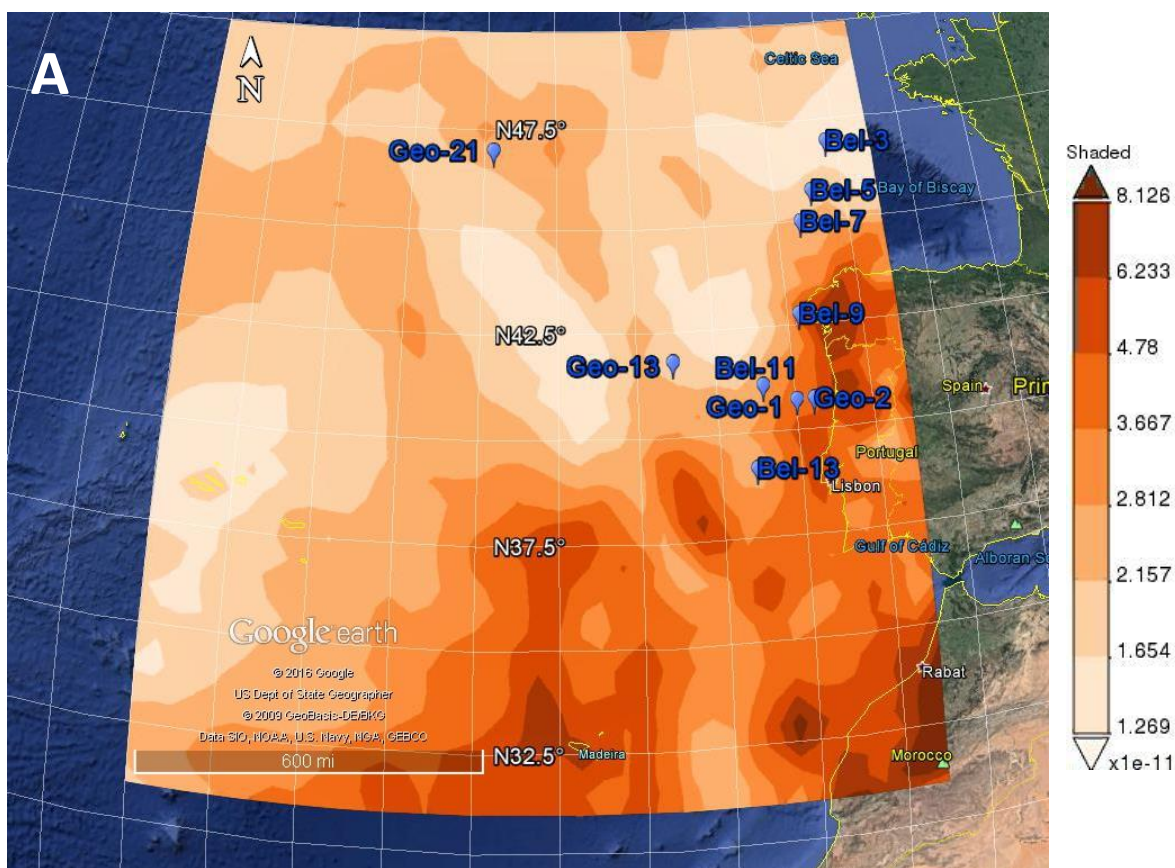 A
N
Celtic Sea
N47.5°
Geo-21
Bel-3
Bel-5
Bay of Biscay
Bel-7
Bel-9
N42.5°
Geo-13
Bel-11
Geo-1
Geo-2
Spain
Prin
Portugal
Bel-13
Lisbon
N37.5°
Gulf of Cádiz
Alboran S
Google earth
© 2016 Google
US Dept of State Geographer
© 2009 GeoBasis-DE/BKG
Data SIO, NOAA, U.S. Navy, NGA, GEBCO
600 mi
Rabat
N32.5°
Madeira
Morocco
Shaded
8.126
6.233
4.78
3.667
2.812
2.157
1.654
1.269
x1e-11